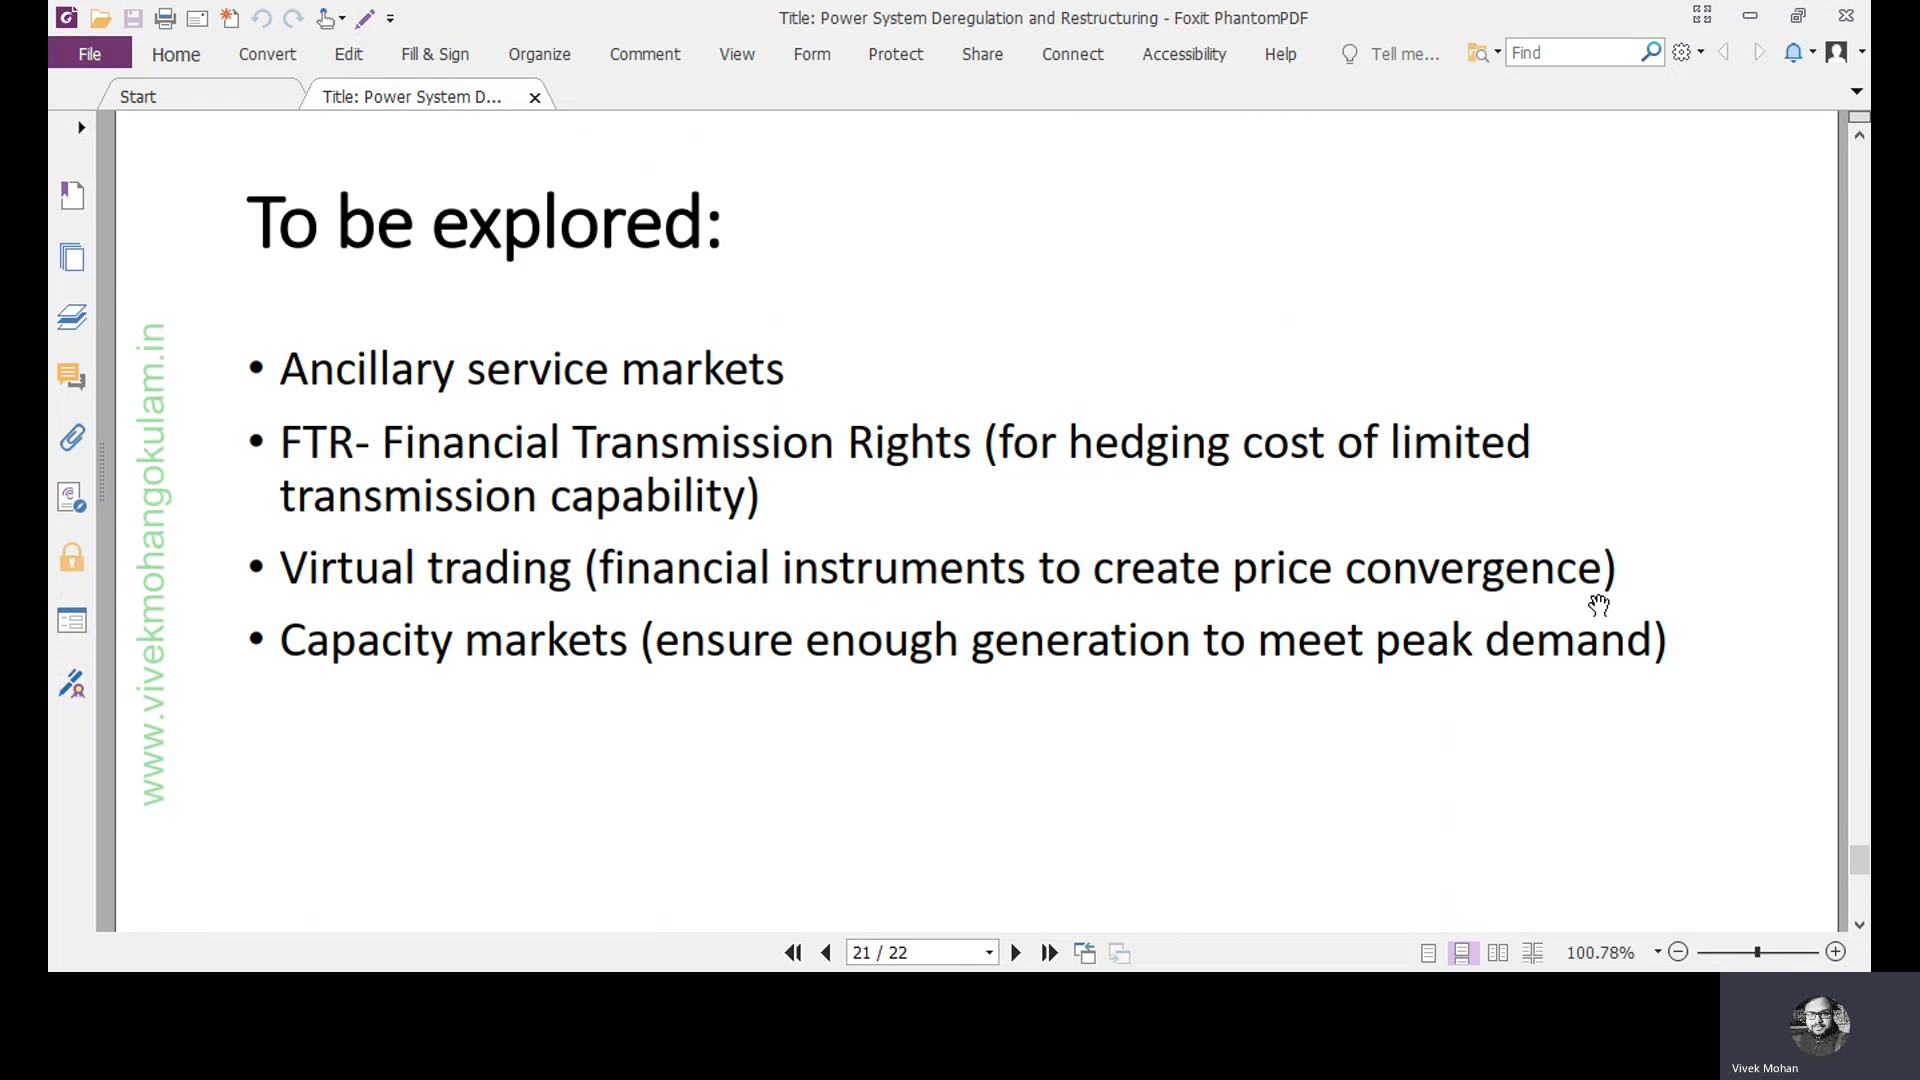 Title: Power System Deregulation and Restructuring - Foxit PhantomPDF
File Home Convert Edit Fill & Sign Organize Comment View Form Protect Share Connect Accessibility Help Tell me... Find
Start Title: Power System D...
To be explored:
• Ancillary service markets
• FTR- Financial Transmission Rights (for hedging cost of limited
transmission capability)
• Virtual trading (financial instruments to create price convergence)
• Capacity markets (ensure enough generation to meet peak demand)
www.vivekmohangokulam.in
21 / 22 100.78%
Vivek Mohan